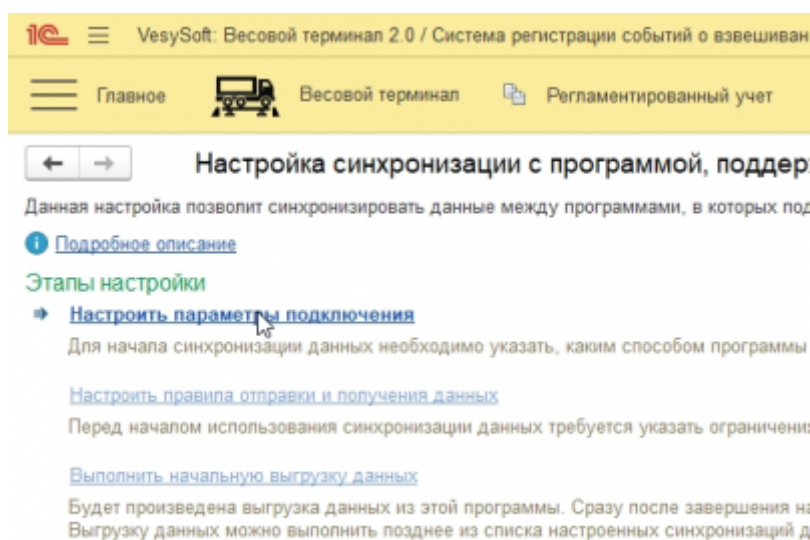 1С VesySoft: Весовой терминал 2.0 / Система регистрации событий о взвешиван
Главное Весовой терминал Регламентированный учет
Настройка синхронизации с программой, поддер
Данная настройка позволит синхронизировать данные между программами, в которых под
Подробное описание
Этапы настройки
Настроить параметры подключения
Для начала синхронизации данных необходимо указать, каким способом программы
Настроить правила отправки и получения данных
Перед началом использования синхронизации данных требуется указать ограничения
Выполнить начальную выгрузку данных
Будет произведена выгрузка данных из этой программы. Сразу после завершения на
Выгрузку данных можно выполнить позднее из списка настроенных синхронизаций д